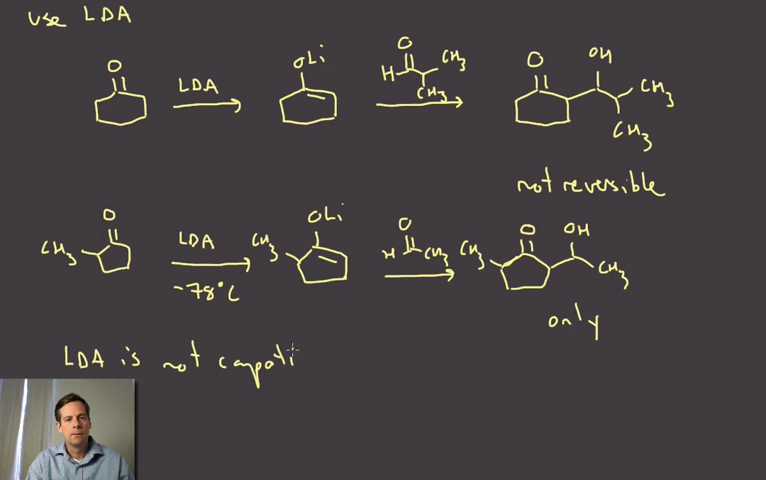 use LDA
O
LDA
OLi
O
H
CH3
CH3
O
OH
CH3
CH3
not reversible
CH3
O
LDA
-78°C
CH3
OLi
O
H
CH3
CH3
O
OH
CH3
only
LDA is not compati